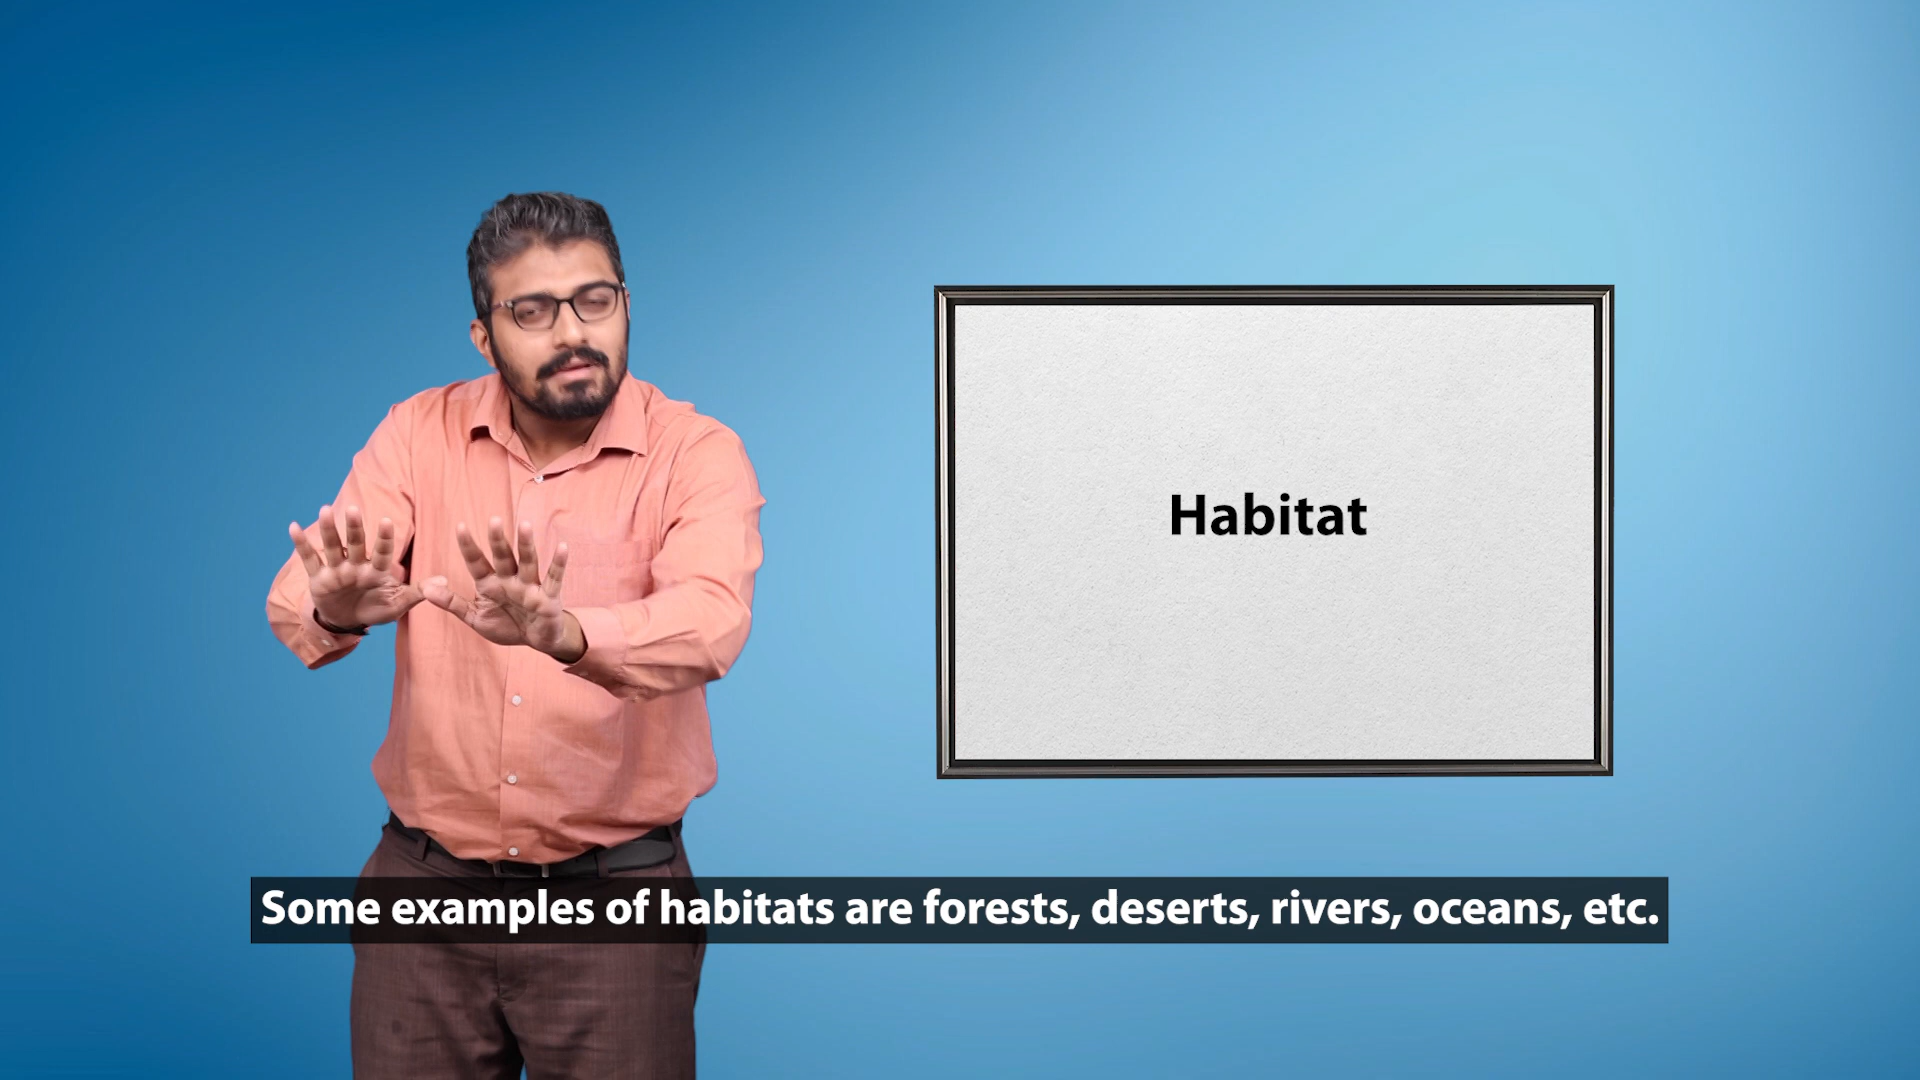 Habitat
Some examples of habitats are forests, deserts, rivers, oceans, etc.